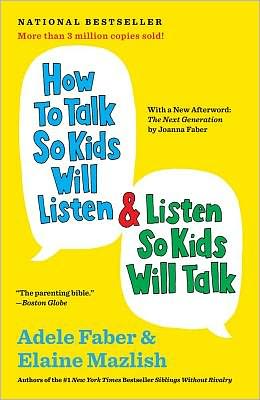 NATIONAL BESTSELLER
More than 3 million copies sold!
How
To Talk
So Kids
Will
Listen
With a New Afterword:
The Next Generation
by Joanna Faber
& Listen
So Kids
Will Talk
"The parenting bible."
—Boston Globe
Adele Faber &
Elaine Mazlish
Authors of the #1 New York Times Bestseller Siblings Without Rivalry